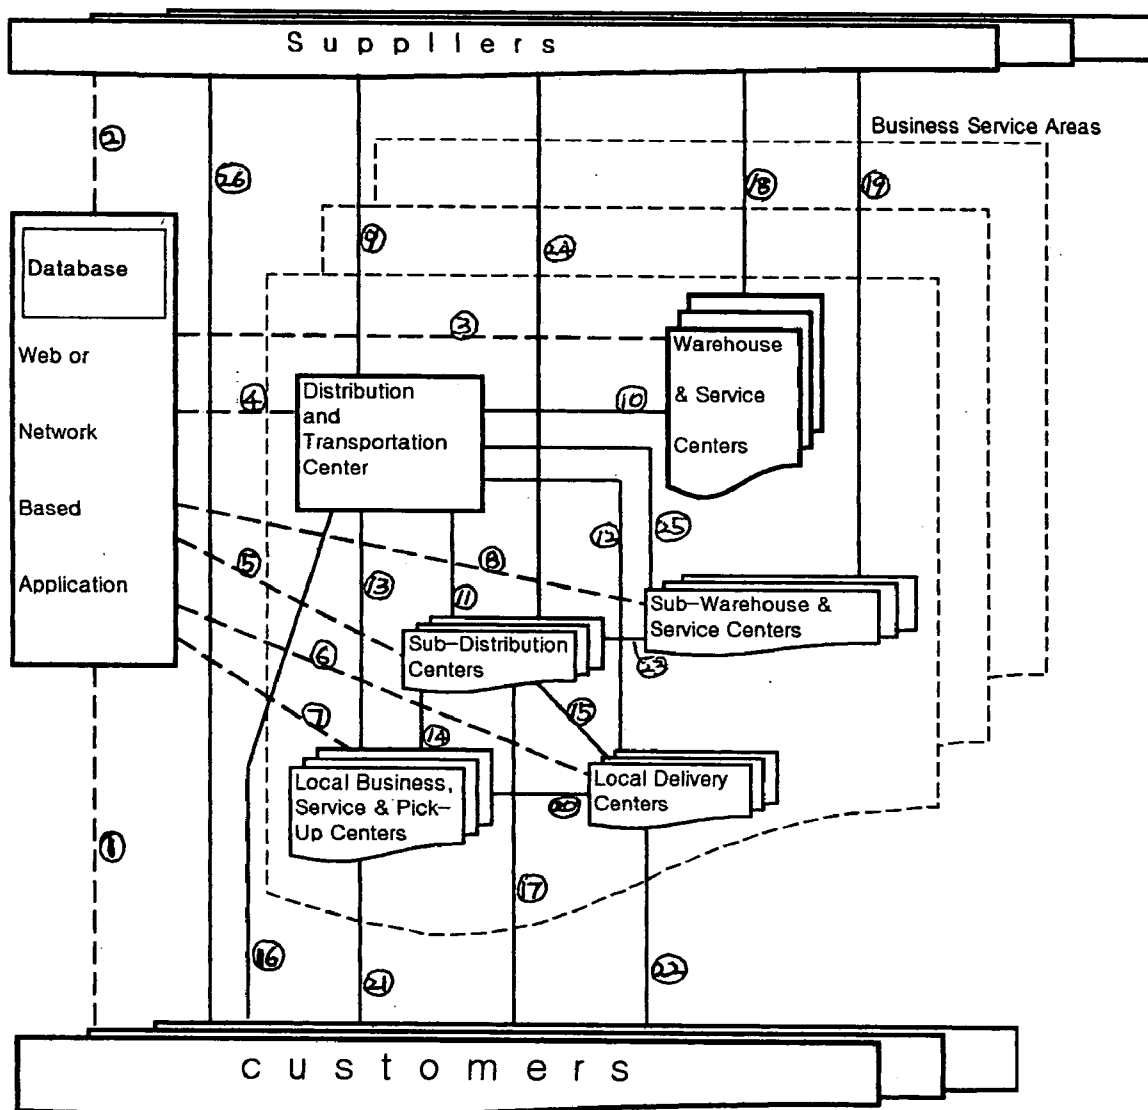 Suppliers
Business Service Areas
2
26
18
19
9
24
Database
Web or
Network
Based
Application
3
Warehouse
& Service
Centers
4
Distribution
and
Transportation
Center
10
12
25
5
8
13
11
Sub-Warehouse &
Service Centers
Sub-Distribution
Centers
6
7
15
14
Local Business,
Service & Pick-
Up Centers
20
Local Delivery
Centers
1
17
16
21
22
customers